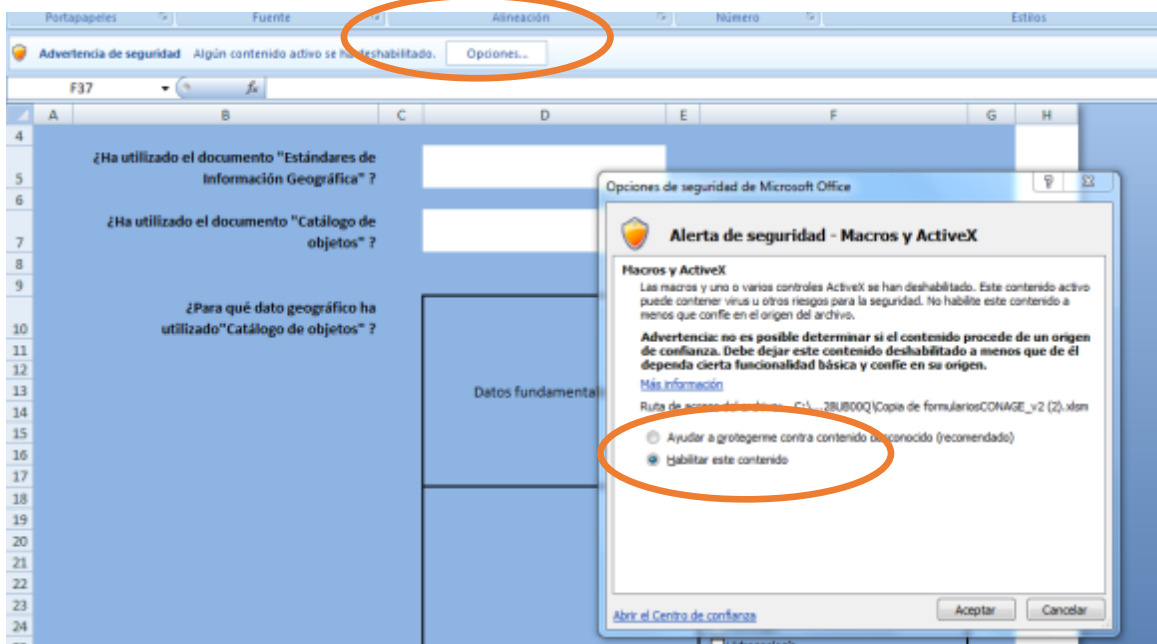 Portapapeles Fuente Alineación Número Estilos
Advertencia de seguridad Algún contenido activo se ha deshabilitado. Opciones...
F37 fx
A B C D E F G H
4
¿Ha utilizado el documento "Estándares de
5 Información Geográfica" ?
6
¿Ha utilizado el documento "Catálogo de
7 objetos" ?
8
9
¿Para qué dato geográfico ha
10 utilizado"Catálogo de objetos" ?
11
12
13 Datos fundamental
14
15
16
17
18
19
20
21
22
23
24
Opciones de seguridad de Microsoft Office
Alerta de seguridad - Macros y ActiveX
Macros y ActiveX
Las macros y uno o varios controles ActiveX se han deshabilitado. Este contenido activo
puede contener virus u otros riesgos para la seguridad. No habilite este contenido a
menos que confíe en el origen del archivo.
Advertencia: no es posible determinar si el contenido procede de un origen
de confianza. Debe dejar este contenido deshabilitado a menos que de él
dependa cierta funcionalidad básica y confíe en su origen.
Más información
Ruta de acceso del archivo: C:\...28U800Q\Copia de formulariosCONAGE_v2 (2).xlsm
Ayudar a protegerme contra contenido desconocido (recomendado)
Habilitar este contenido
Abrir el Centro de confianza Aceptar Cancelar